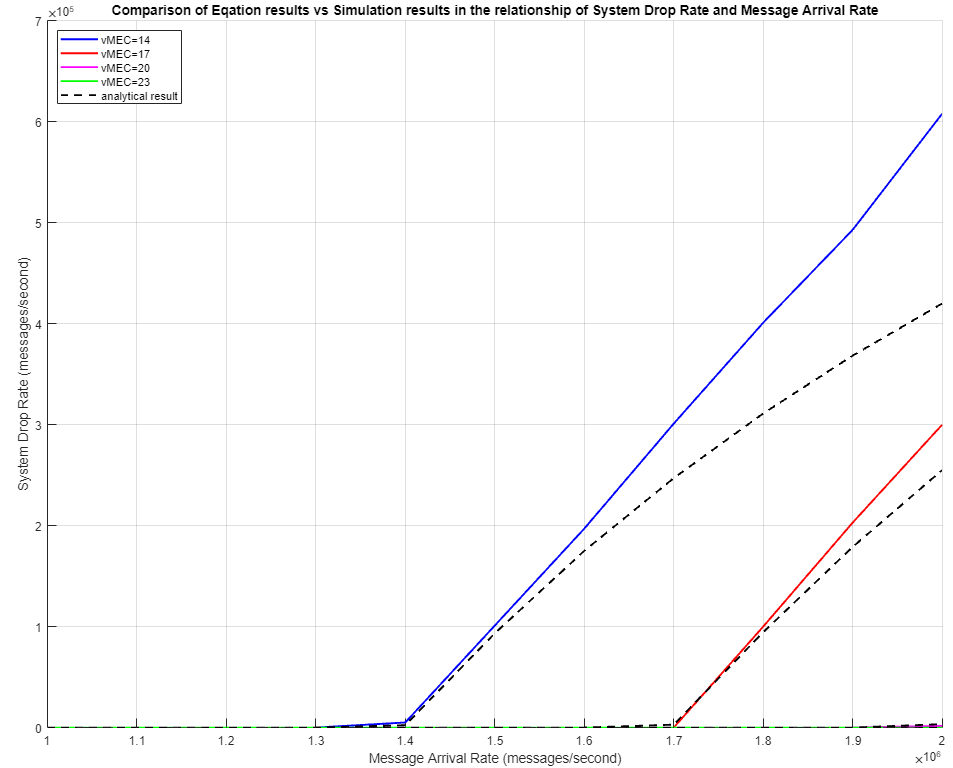 Comparison of Eqation results vs Simulation results in the relationship of System Drop Rate and Message Arrival Rate
×10⁵
7
vMEC=14
vMEC=17
vMEC=20
vMEC=23
analytical result
6
5
4
3
2
1
0
System Drop Rate (messages/second)
1 1.1 1.2 1.3 1.4 1.5 1.6 1.7 1.8 1.9 2
Message Arrival Rate (messages/second)
×10⁶